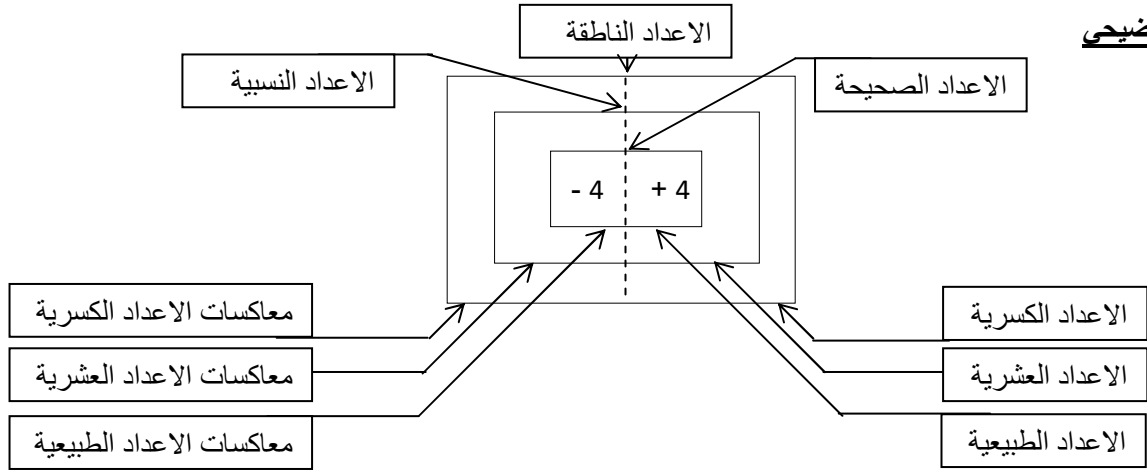 الاعداد الناطقة
الاعداد الصحيحة
الاعداد النسبية
- 4
+ 4
الاعداد الكسرية
معاكسات الاعداد الكسرية
الاعداد العشرية
معاكسات الاعداد العشرية
الاعداد الطبيعية
معاكسات الاعداد الطبيعية